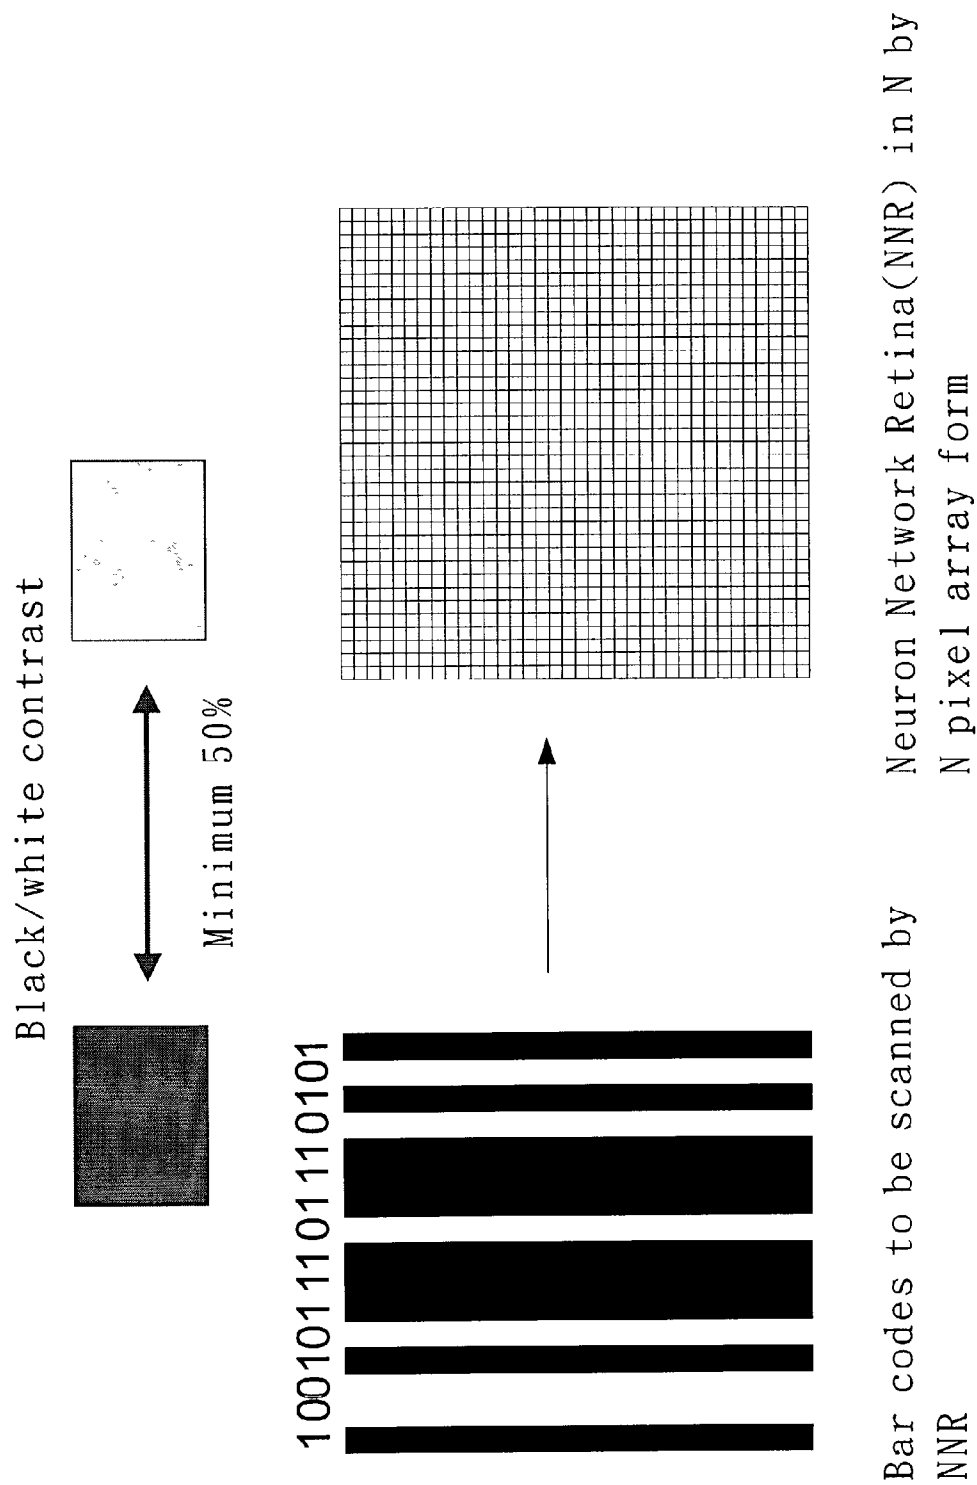 Black/white contrast
Minimum 50%
1001011101110101
Bar codes to be scanned by
NNR
Neuron Network Retina(NNR) in N by
N pixel array form